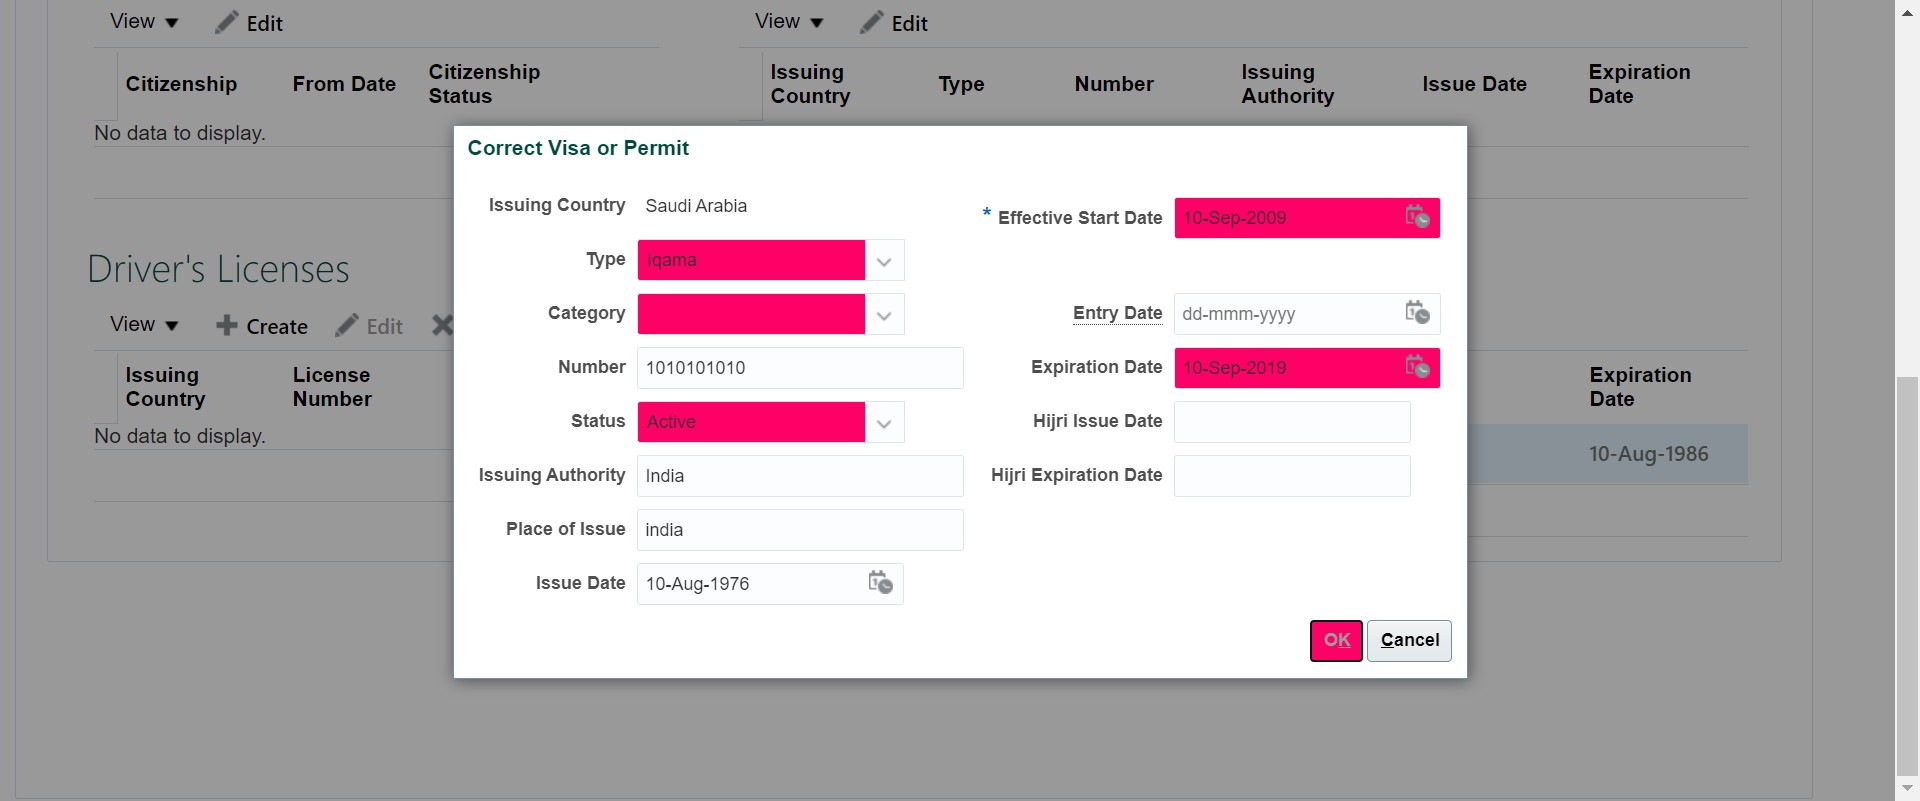 View Edit View Edit
Citizenship From Date Citizenship Status Issuing Country Type Number Issuing Authority Issue Date Expiration Date
No data to display.
Correct Visa or Permit
Issuing Country Saudi Arabia
* Effective Start Date 10-Sep-2009
Type Iqama
Category
Entry Date dd-mmm-yyyy
Number 1010101010
Expiration Date 10-Sep-2019
Status Active
Hijri Issue Date
Issuing Authority India
Hijri Expiration Date
Place of Issue india
Issue Date 10-Aug-1976
OK Cancel
Driver's Licenses
View Create Edit
Issuing Country License Number Expiration Date
No data to display.
10-Aug-1986